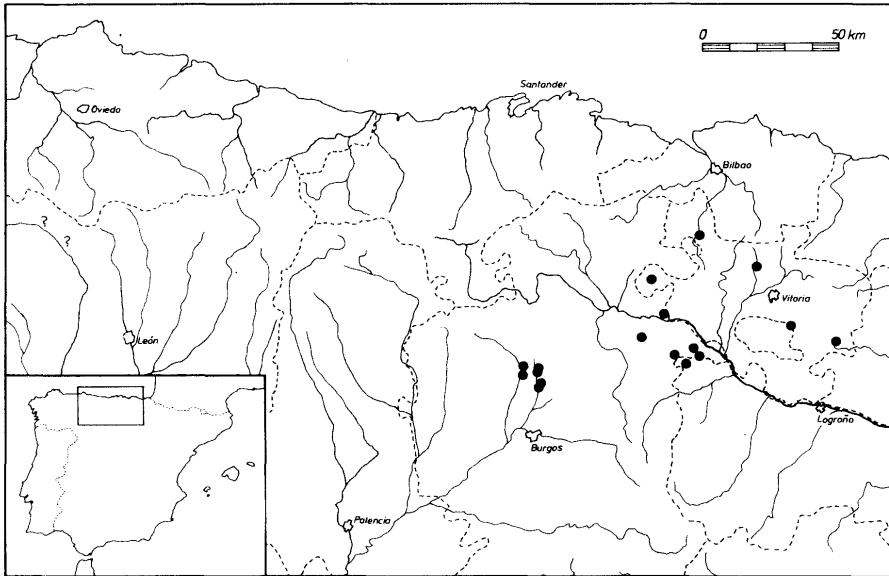 0 50 km
Santander
Oviedo
Bilbao
?
?
Vitoria
León
Logroño
Burgos
Palencia